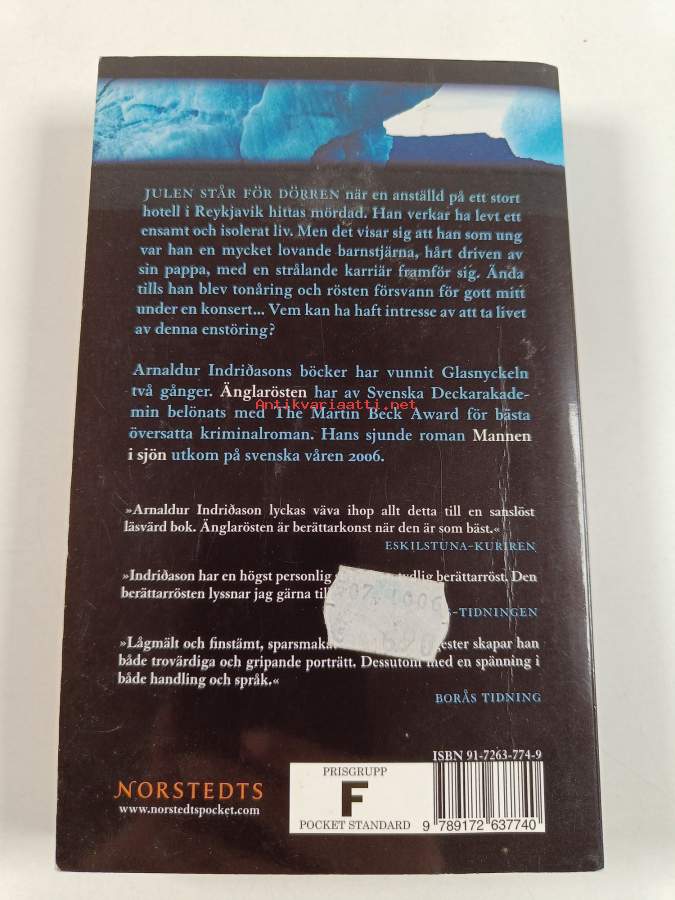 JULEN STÅR FÖR DÖRREN när en anställd på ett stort
hotell i Reykjavik hittas mördad. Han verkar ha levt ett
ensamt och isolerat liv. Men det visar sig att han som ung
var han en mycket lovande barnstjärna, hårt driven av
sin pappa, med en strålande karriär framför sig. Ända
tills han blev tonåring och rösten försvann för gott mitt
under en konsert... Vem kan ha haft intresse av att ta livet
av denna enstöring?
Arnaldur Indriðasons böcker har vunnit Glasnyckeln
två gånger. Änglarösten har av Svenska Deckarakade-
Antikvariaatti.net
min belönats med The Martin Beck Award för bästa
översatta kriminalroman. Hans sjunde roman Mannen
i sjön utkom på svenska våren 2006.
»Arnaldur Indriðason lyckas väva ihop allt detta till en sanslöst
läsvärd bok. Änglarösten är berättarkonst när den är som bäst.«
ESKILSTUNA-KURIREN
»Indriðason har en högst personlig berättarröst. Den
berättarrösten lyssnar jag gärna
-TIDNINGEN
»Lågmält och finstämt, skapar han
både trovärdiga och gripande porträtt. Dessutom med en spänning i
både handling och språk.«
BORÅS TIDNING
ISBN 91-7263-774-9
NORSTEDTS
www.norstedtspocket.com
PRISGRUPP
F
POCKET STANDARD
9 789172 637740